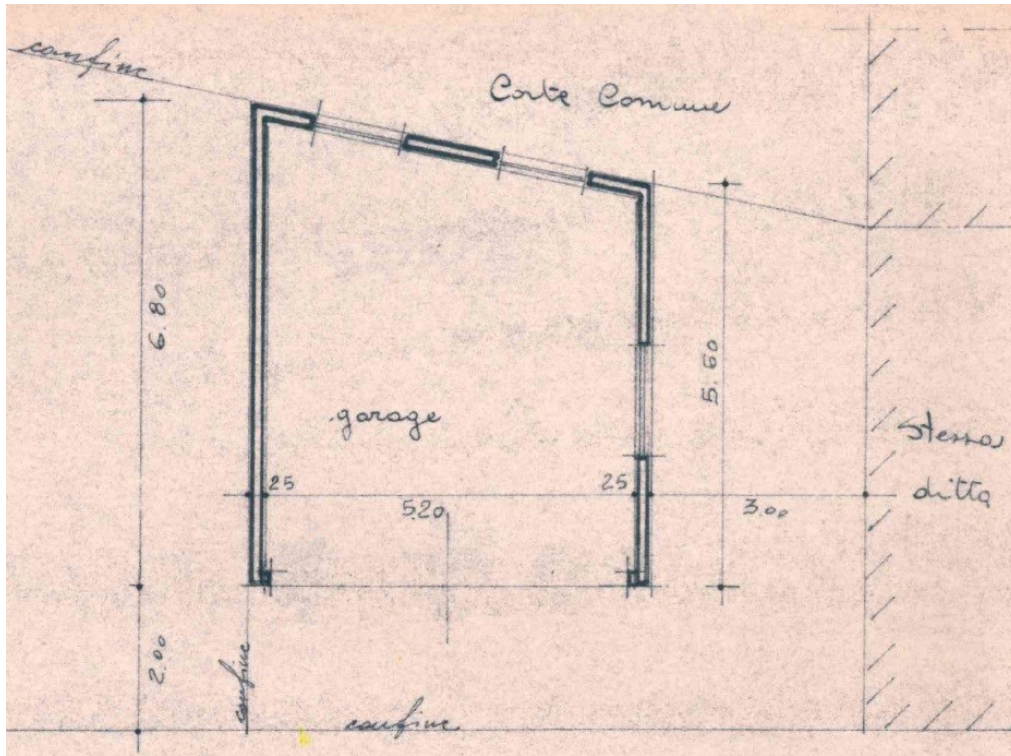 confine
Corte Comune
6.80
5.60
garage
stessa
ditta
25
25
5.20
3.00
2.00
confine
confine